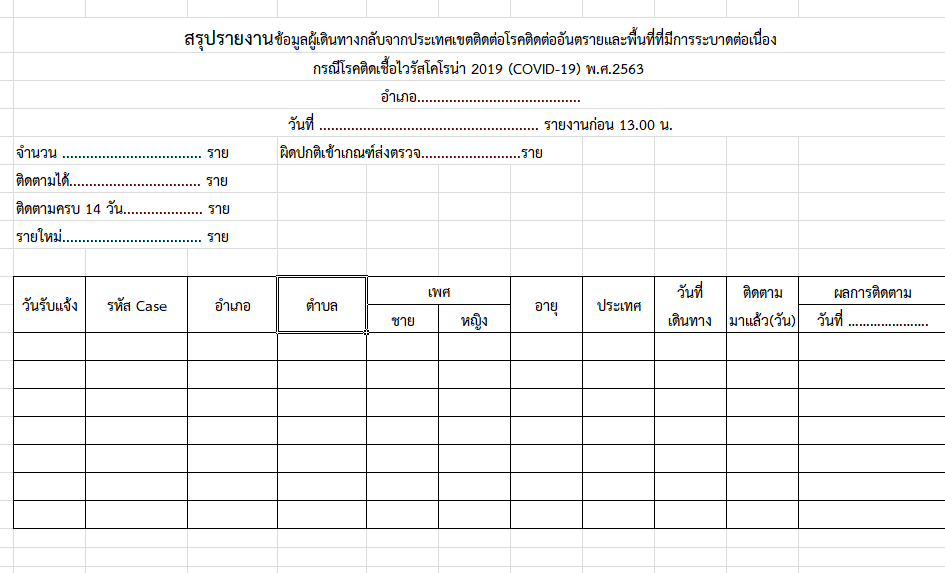 สรุปรายงานข้อมูลผู้เดินทางกลับจากประเทศเขตติดต่อโรคติดต่ออันตรายและพื้นที่ที่มีการระบาดต่อเนื่อง
กรณีโรคติดเชื้อไวรัสโคโรน่า 2019 (COVID-19) พ.ศ.2563
อำเภอ.........................................
วันที่ ....................................................... รายงานก่อน 13.00 น.
จำนวน ................................... ราย ผิดปกติเข้าเกณฑ์ส่งตรวจ.........................ราย
ติดตามได้................................. ราย
ติดตามครบ 14 วัน.................... ราย
รายใหม่................................... ราย
วันรับแจ้ง รหัส Case อำเภอ ตำบล เพศ อายุ ประเทศ วันที่ ติดตาม ผลการติดตาม
ชาย หญิง เดินทาง มาแล้ว(วัน) วันที่ ......................